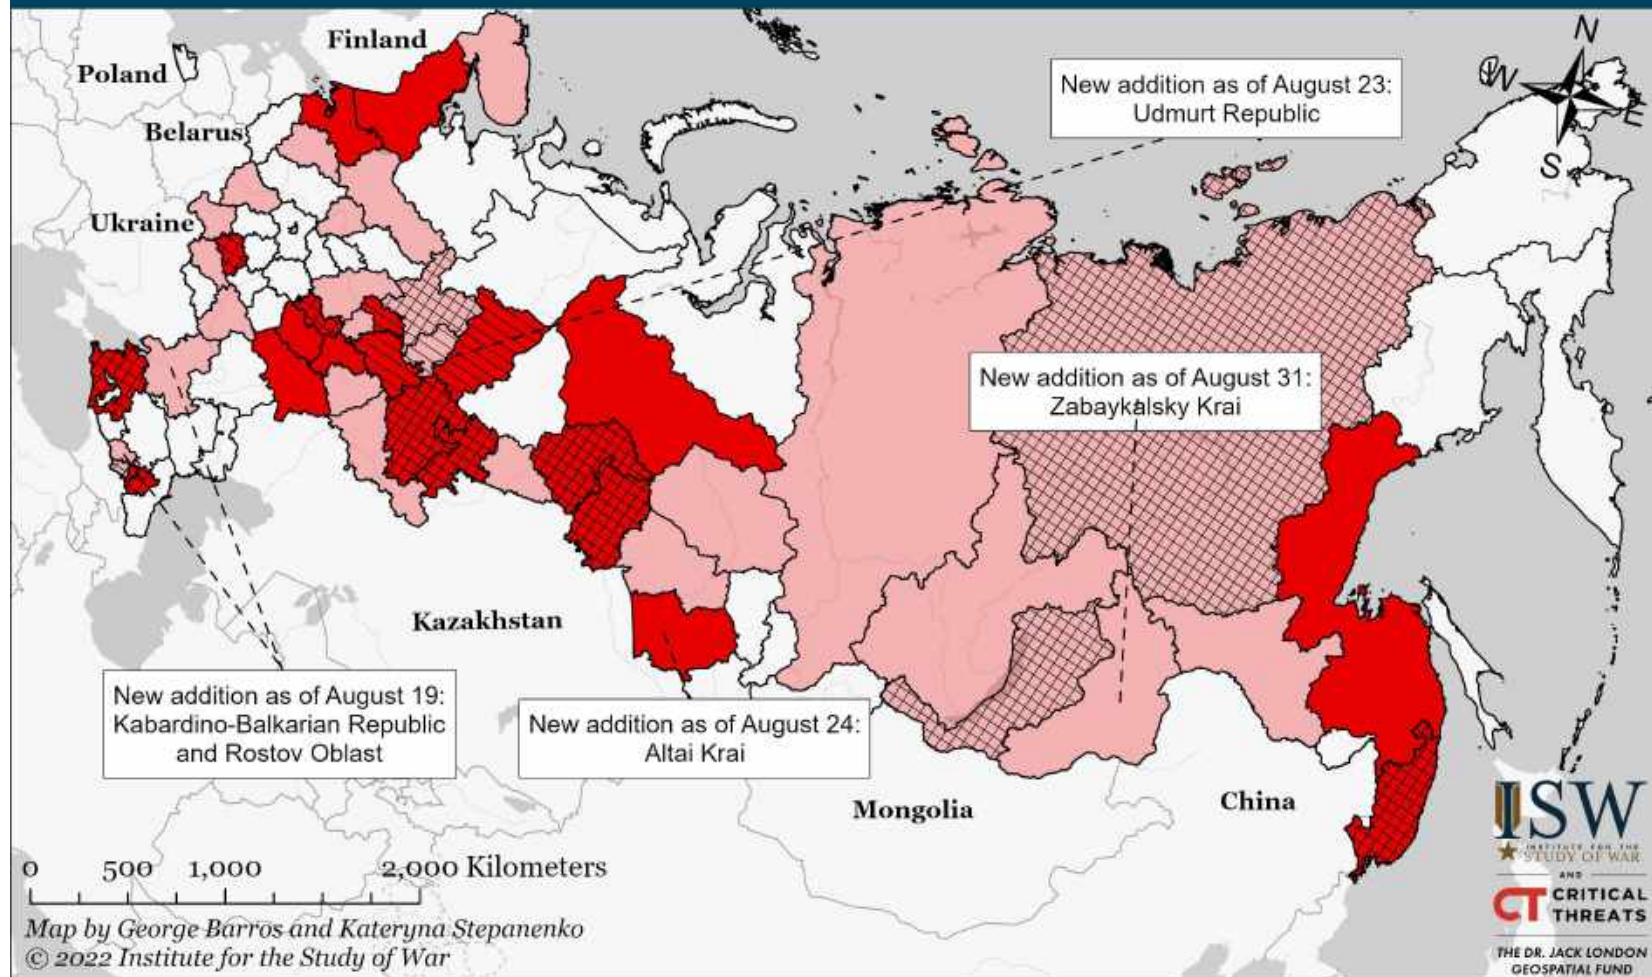 Finland
Poland
Belarus
Ukraine
New addition as of August 23:
Udmurt Republic
N
W
E
S
New addition as of August 31:
Zabaykalsky Krai
Kazakhstan
New addition as of August 19:
Kabardino-Balkarian Republic
and Rostov Oblast
New addition as of August 24:
Altai Krai
Mongolia
China
0 500 1,000 2,000 Kilometers
Map by George Barros and Kateryna Stepanenko
© 2022 Institute for the Study of War
ISW
INSTITUTE FOR THE
STUDY OF WAR
AND
CT CRITICAL
THREATS
THE DR. JACK LONDON
GEOSPATIAL FUND